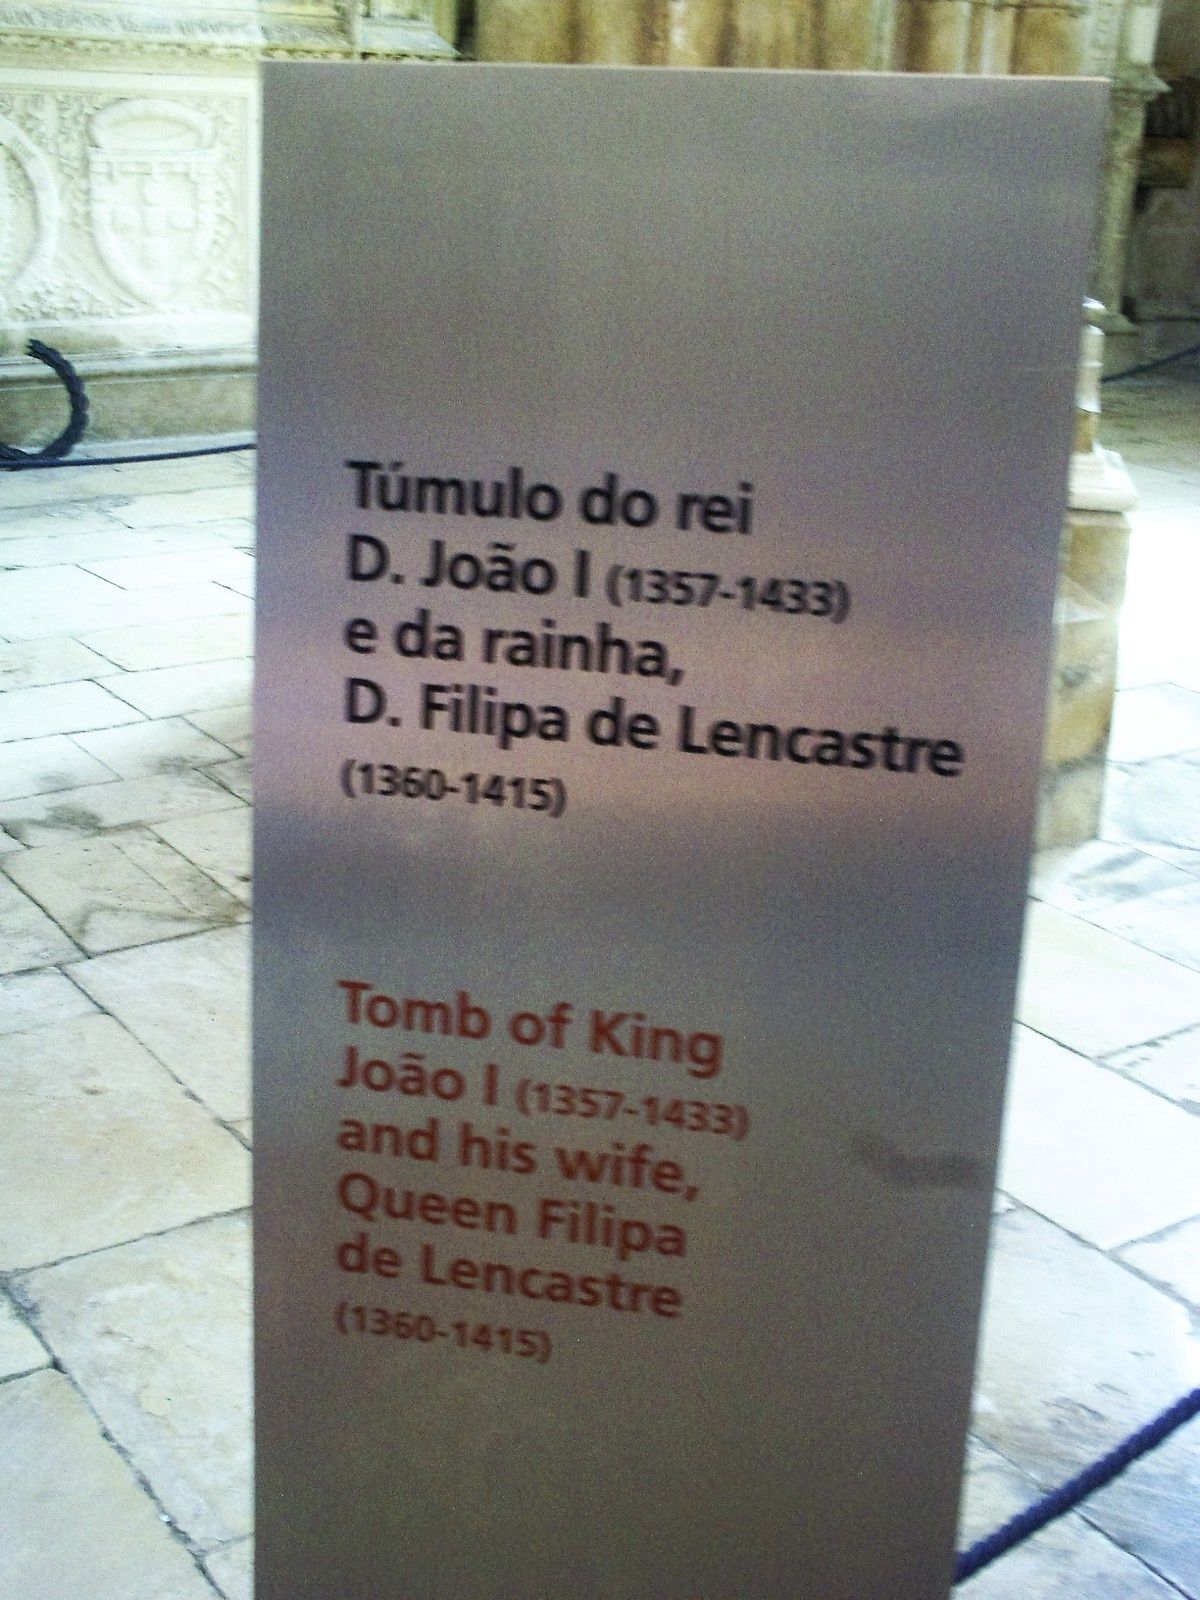 Túmulo do rei
D. João I (1357-1433)
e da rainha,
D. Filipa de Lencastre
(1360-1415)
Tomb of King
João I (1357-1433)
and his wife,
Queen Filipa
de Lencastre
(1360-1415)